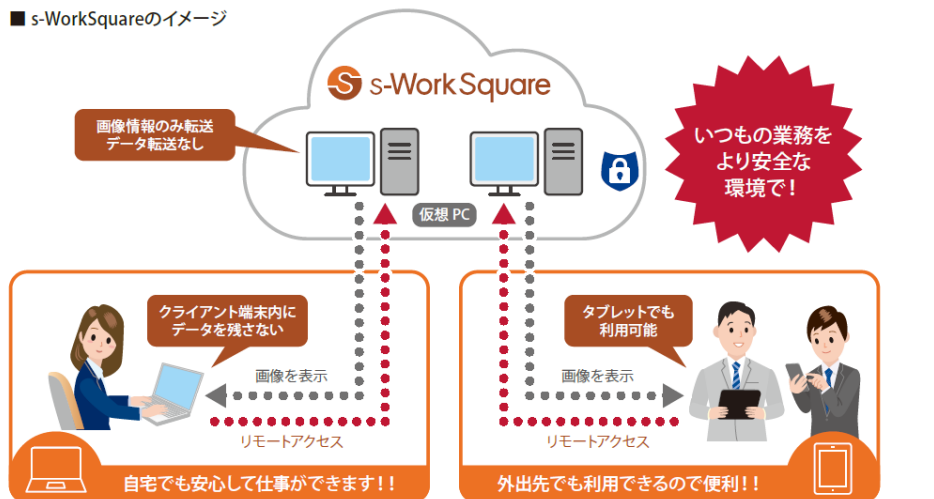 ■ s-WorkSquareのイメージ
s-WorkSquare
画像情報のみ転送
データ転送なし
いつもの業務を
より安全な
環境で！
仮想 PC
クライアント端末内に
データを残さない
画像を表示
リモートアクセス
自宅でも安心して仕事ができます！！
タブレットでも
利用可能
画像を表示
リモートアクセス
外出先でも利用できるので便利！！